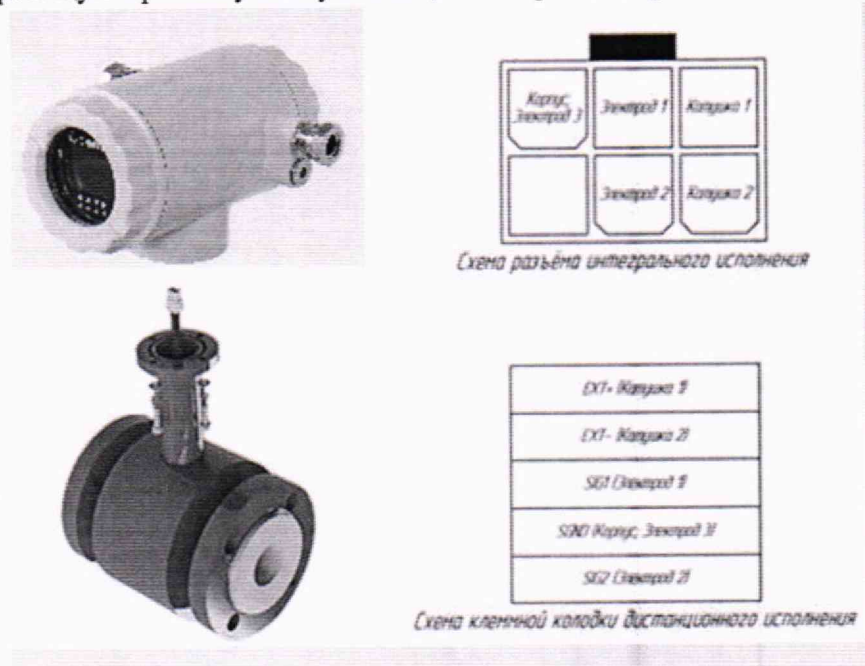 Корпус,
Электрод 3
Электрод 1
Катушка 1
Электрод 2
Катушка 2
Схема разъёма интегрального исполнения
EXT+ (Катушка 1)
EXT- (Катушка 2)
SIG1 (Электрод 1)
SGND (Корпус, Электрод 3)
SIG2 (Электрод 2)
Схема клеммной колодки дистанционного исполнения